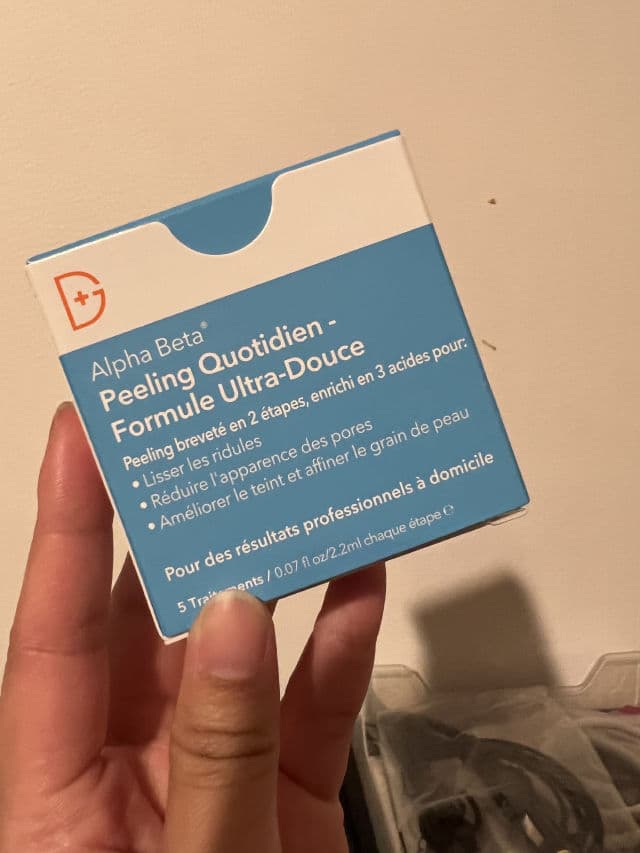 Alpha Beta®
Peeling Quotidien -
Formule Ultra-Douce
Peeling breveté en 2 étapes, enrichi en 3 acides pour:
• Lisser les ridules
• Réduire l'apparence des pores
• Améliorer le teint et affiner le grain de peau
Pour des résultats professionnels à domicile
5 / 0.07 fl oz/2.2ml chaque étape ℮